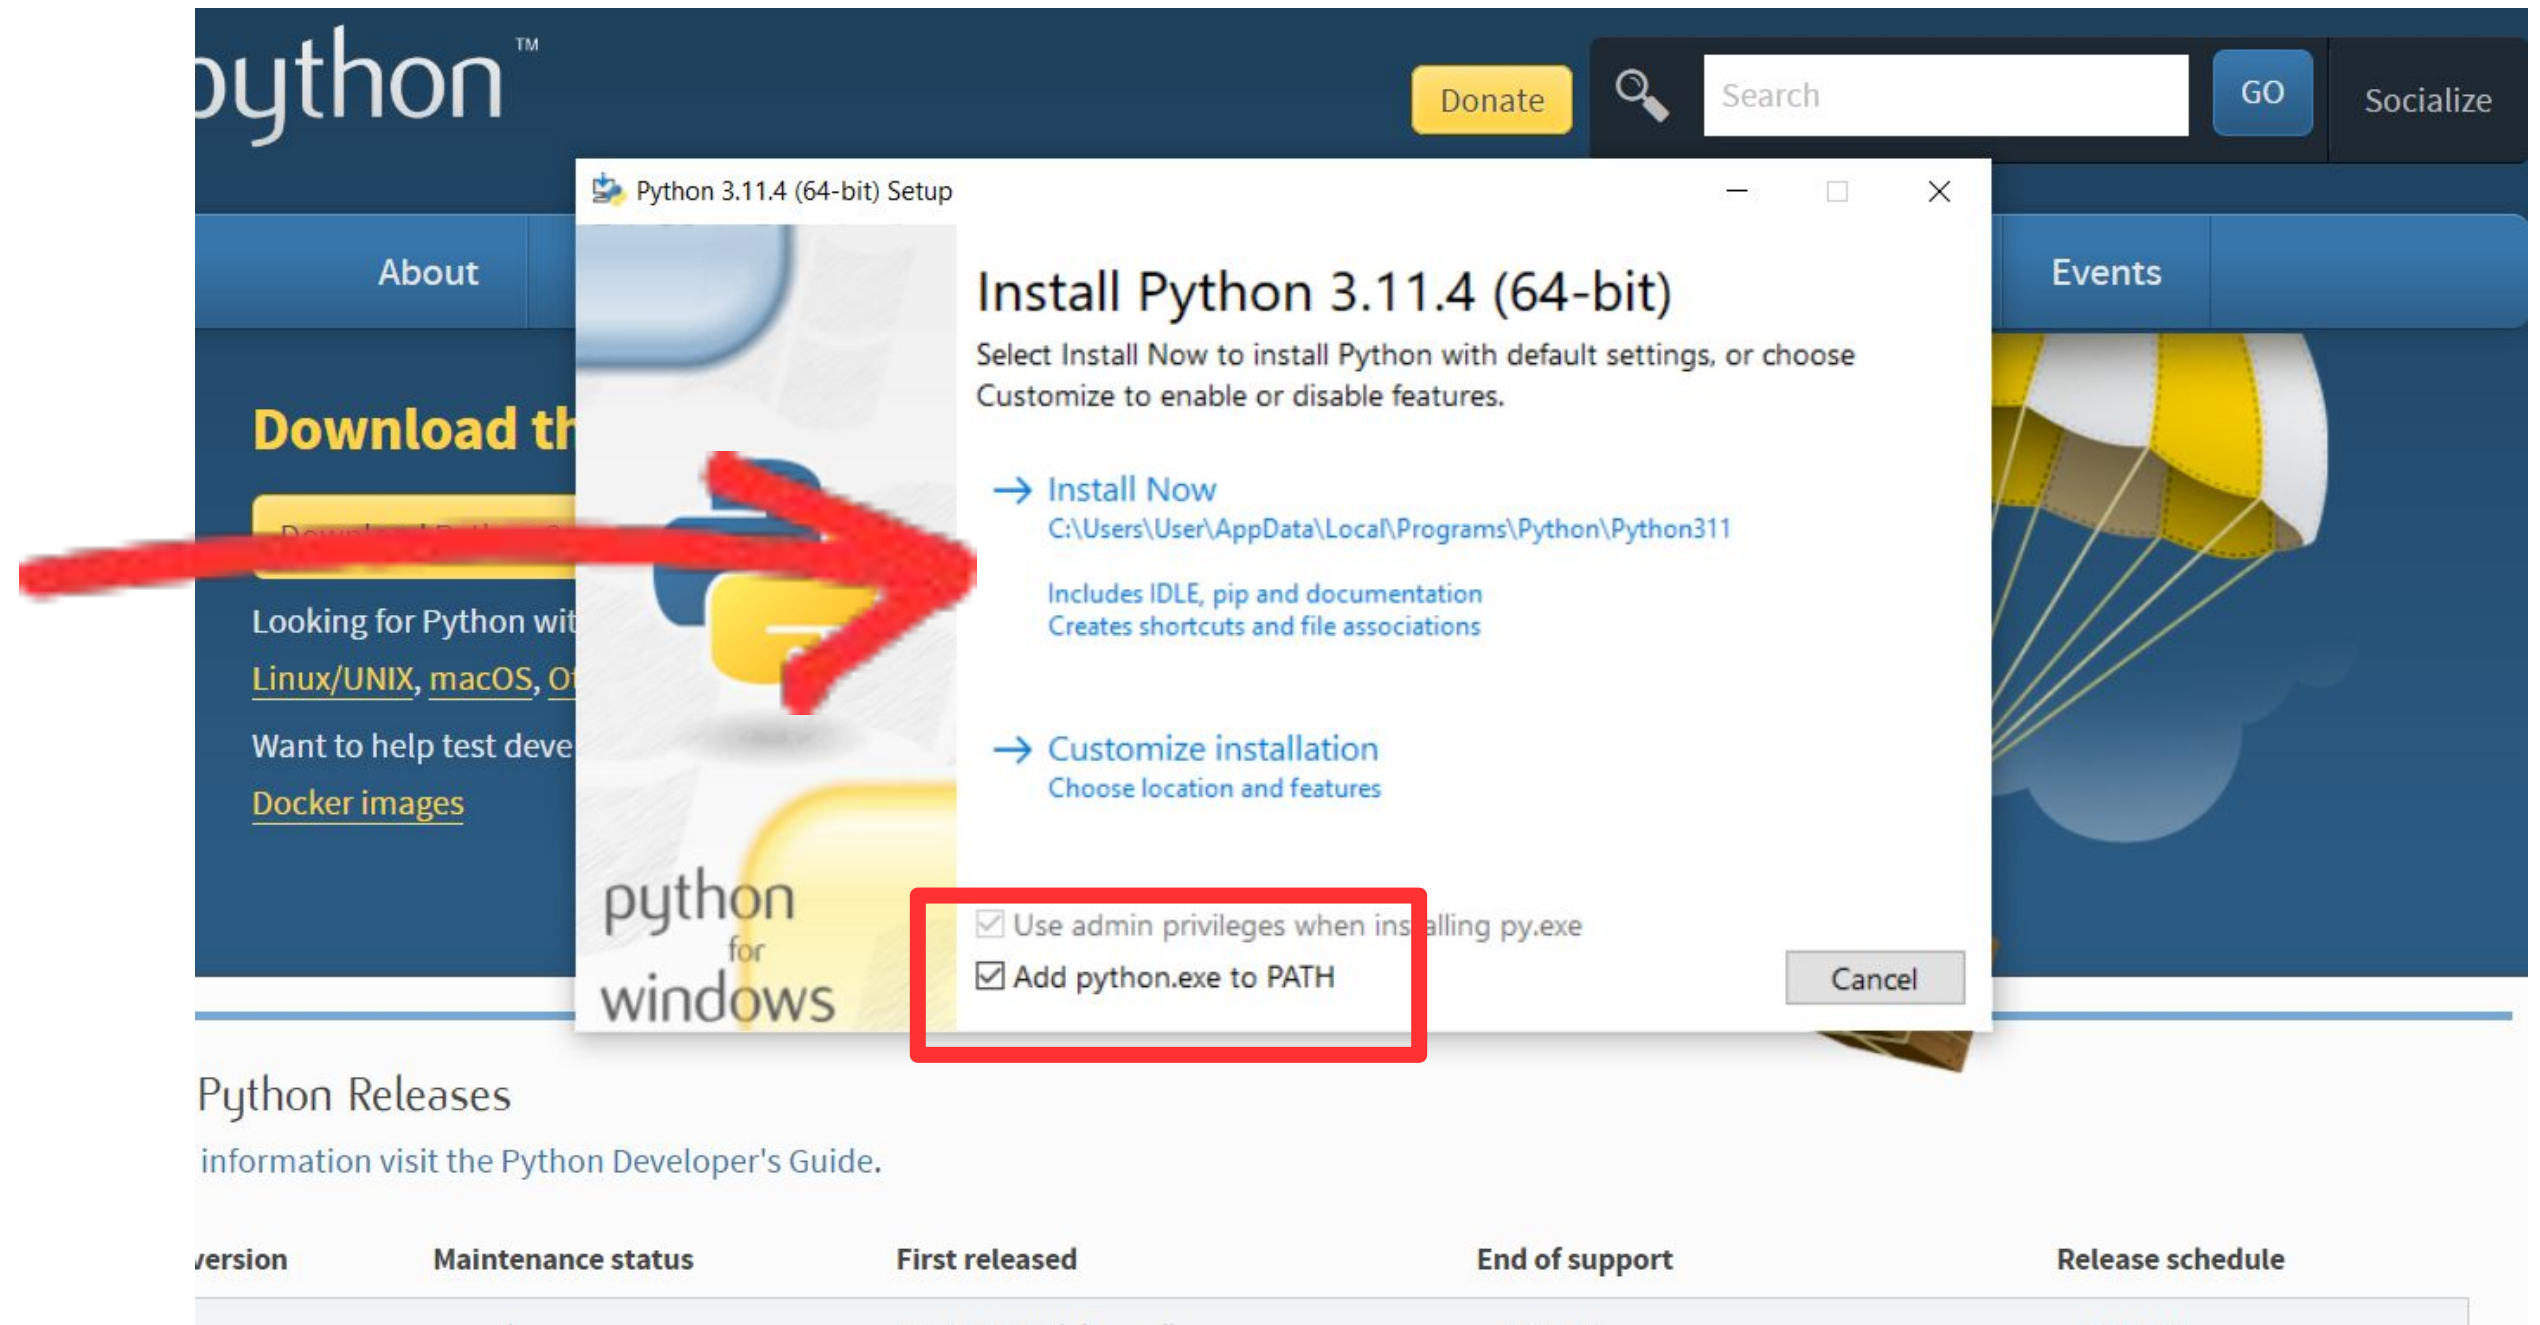 python™
Donate
Search
GO
Socialize
Python 3.11.4 (64-bit) Setup
About
Events
Install Python 3.11.4 (64-bit)
Select Install Now to install Python with default settings, or choose
Customize to enable or disable features.
Download th
Install Now
C:\Users\User\AppData\Local\Programs\Python\Python311
Includes IDLE, pip and documentation
Creates shortcuts and file associations
Looking for Python wit
Linux/UNIX, macOS, Ot
Want to help test deve
Docker images
Customize installation
Choose location and features
python
for
windows
Use admin privileges when installing py.exe
Add python.exe to PATH
Cancel
Python Releases
information visit the Python Developer's Guide.
version Maintenance status First released End of support Release schedule